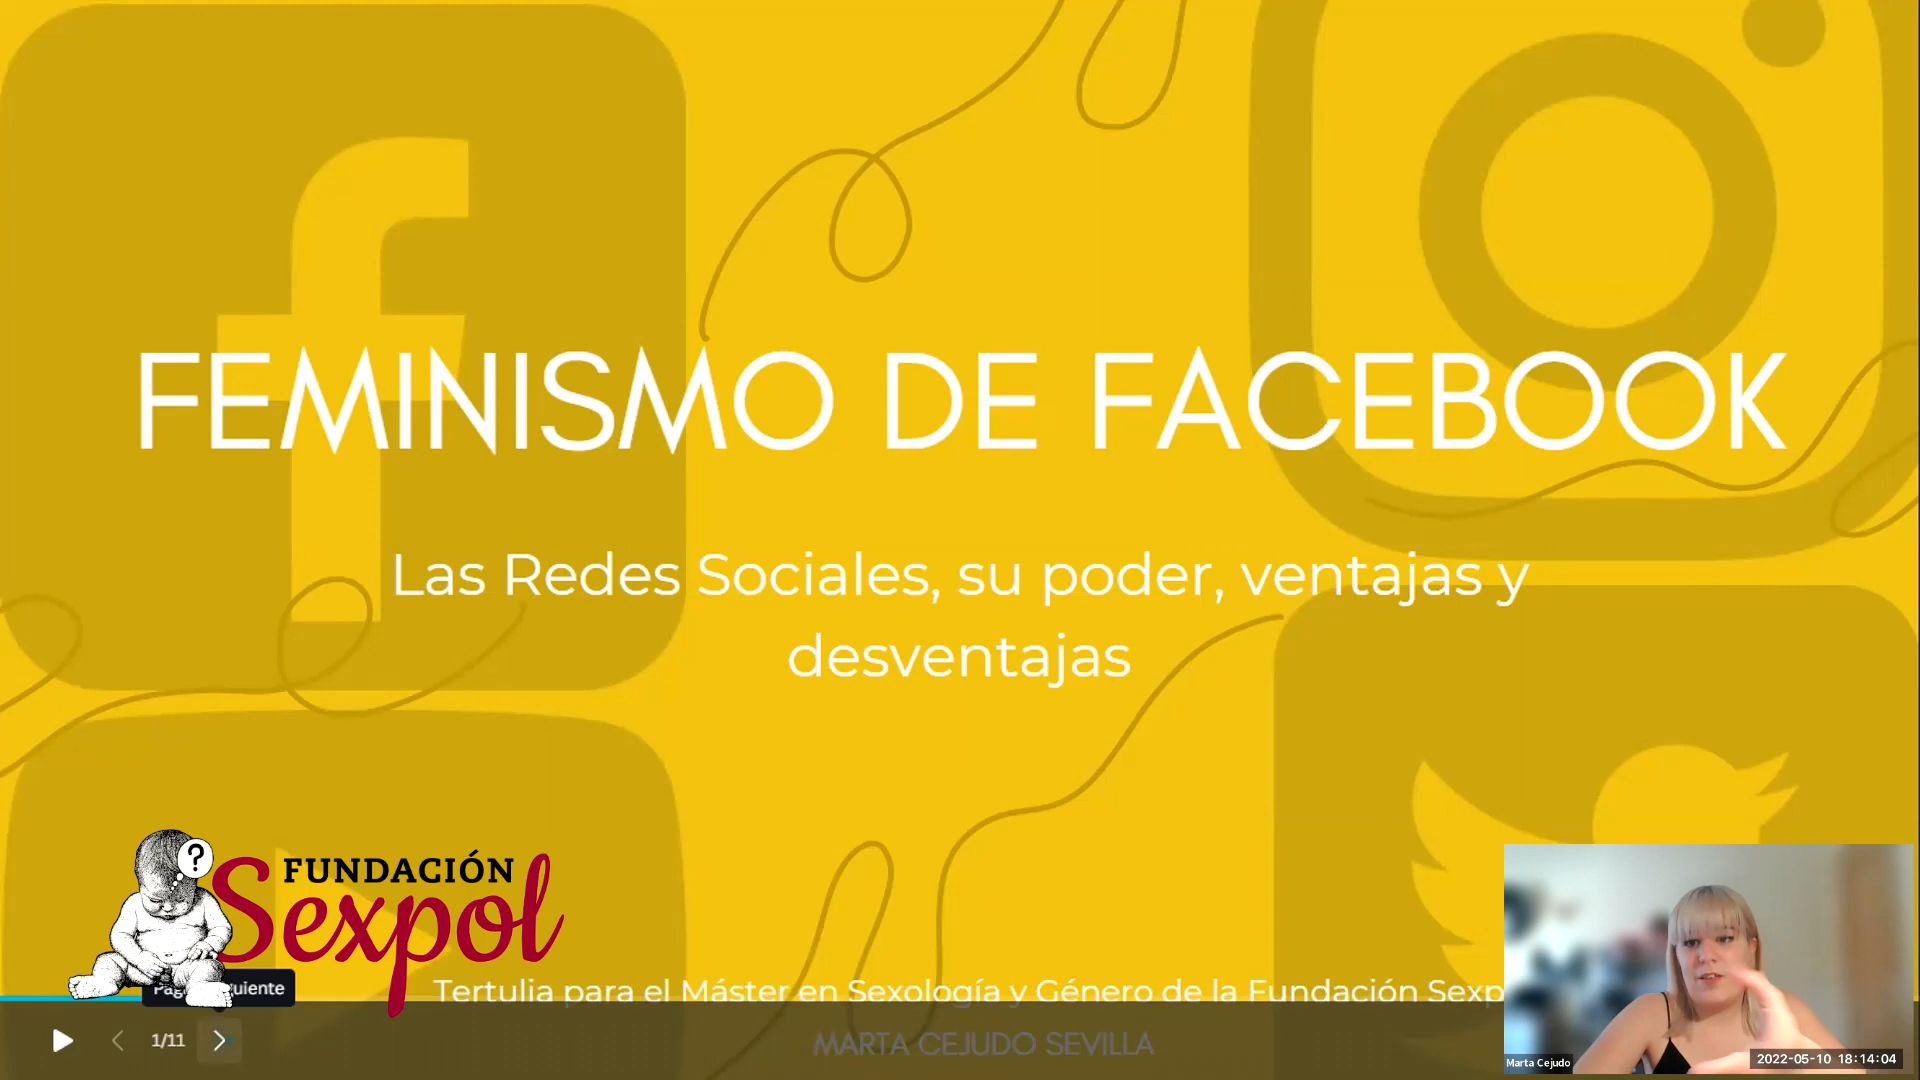 FEMINISMO DE FACEBOOK
Las Redes Sociales, su poder, ventajas y
desventajas
?
FUNDACIÓN
Sexpol
Tertulia para el Máster en Sexología y Género de la Fundación Sexp
MARTA CEJUDO SEVILLA
1/11
Marta Cejudo
2022-05-10 18:14:04